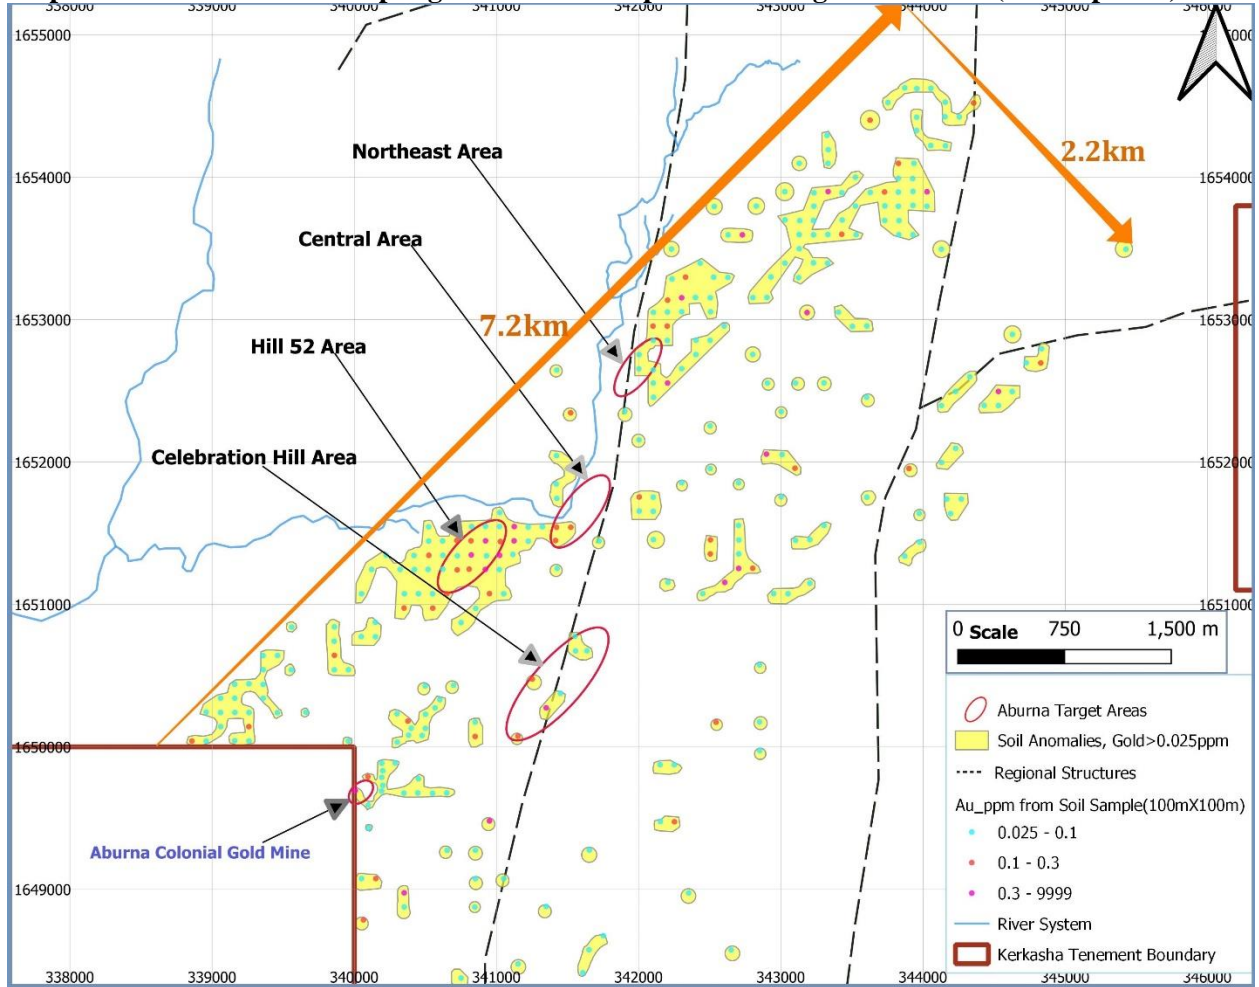 338000 339000 340000 341000 342000 343000 344000 345000 346000
1655000
Northeast Area
2.2km
1654000 1654000
Central Area
7.2km
1653000 1653000
Hill 52 Area
Celebration Hill Area
1652000 1652000
1651000 1651000
0 Scale 750 1,500 m
Aburna Target Areas
Soil Anomalies, Gold>0.025ppm
Regional Structures
Au_ppm from Soil Sample(100mX100m)
0.025 - 0.1
0.1 - 0.3
0.3 - 9999
River System
Kerkasha Tenement Boundary
1650000
Aburna Colonial Gold Mine
1649000
338000 339000 340000 341000 342000 343000 344000 345000 346000